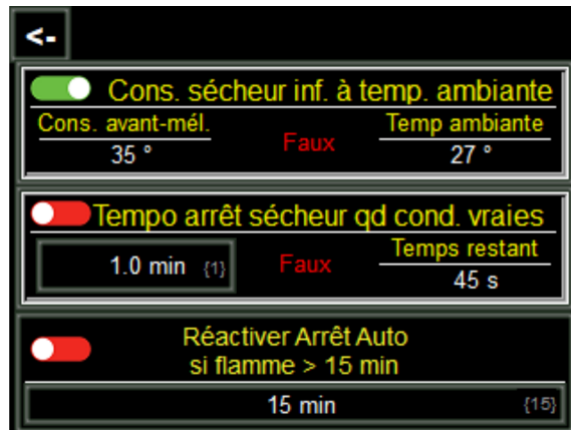 <-
Cons. sécheur inf. à temp. ambiante
Cons. avant-mél.
Faux
Temp ambiante
35 °
27 °
Tempo arrêt sécheur qd cond. vraies
1.0 min {1}
Faux
Temps restant
45 s
Réactiver Arrêt Auto
si flamme > 15 min
15 min {15}